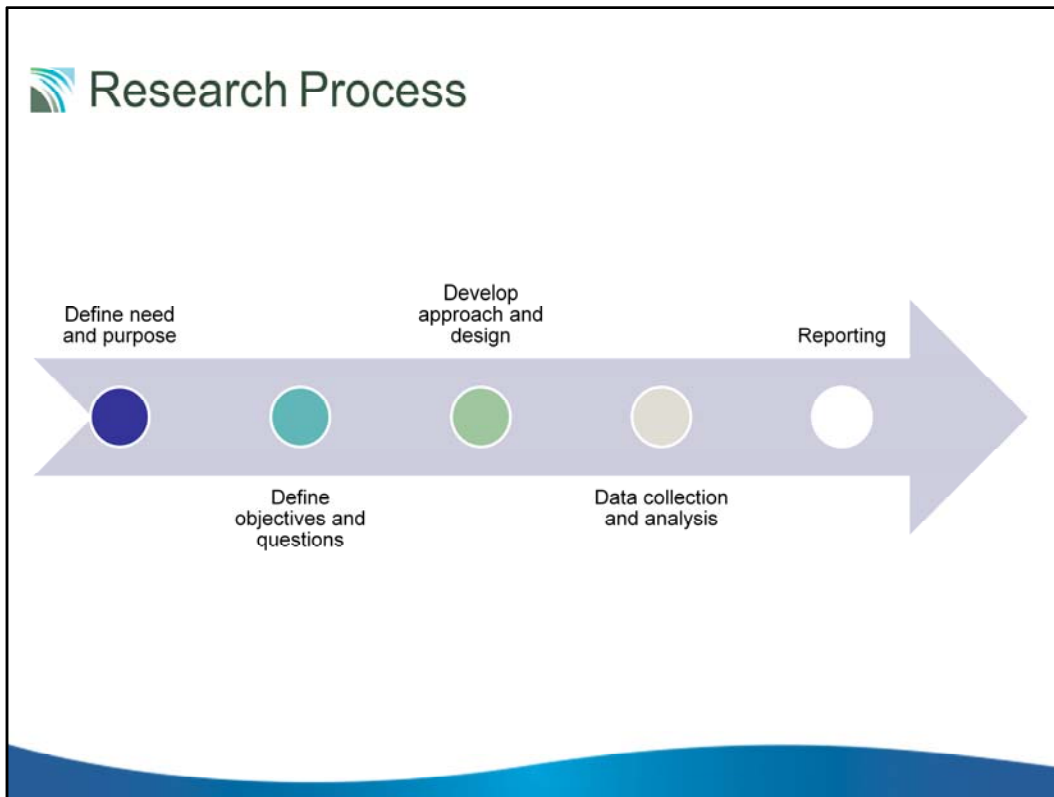 Research Process
Define need
and purpose
Define
objectives and
questions
Develop
approach and
design
Data collection
and analysis
Reporting